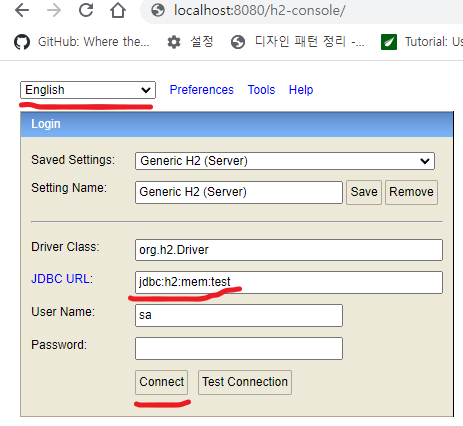 localhost:8080/h2-console/
GitHub: Where the... 설정 디자인 패턴 정리 -... Tutorial: Us
English Preferences Tools Help
Login
Saved Settings: Generic H2 (Server)
Setting Name: Generic H2 (Server) Save Remove
Driver Class: org.h2.Driver
JDBC URL: jdbc:h2:mem:test
User Name: sa
Password:
Connect Test Connection